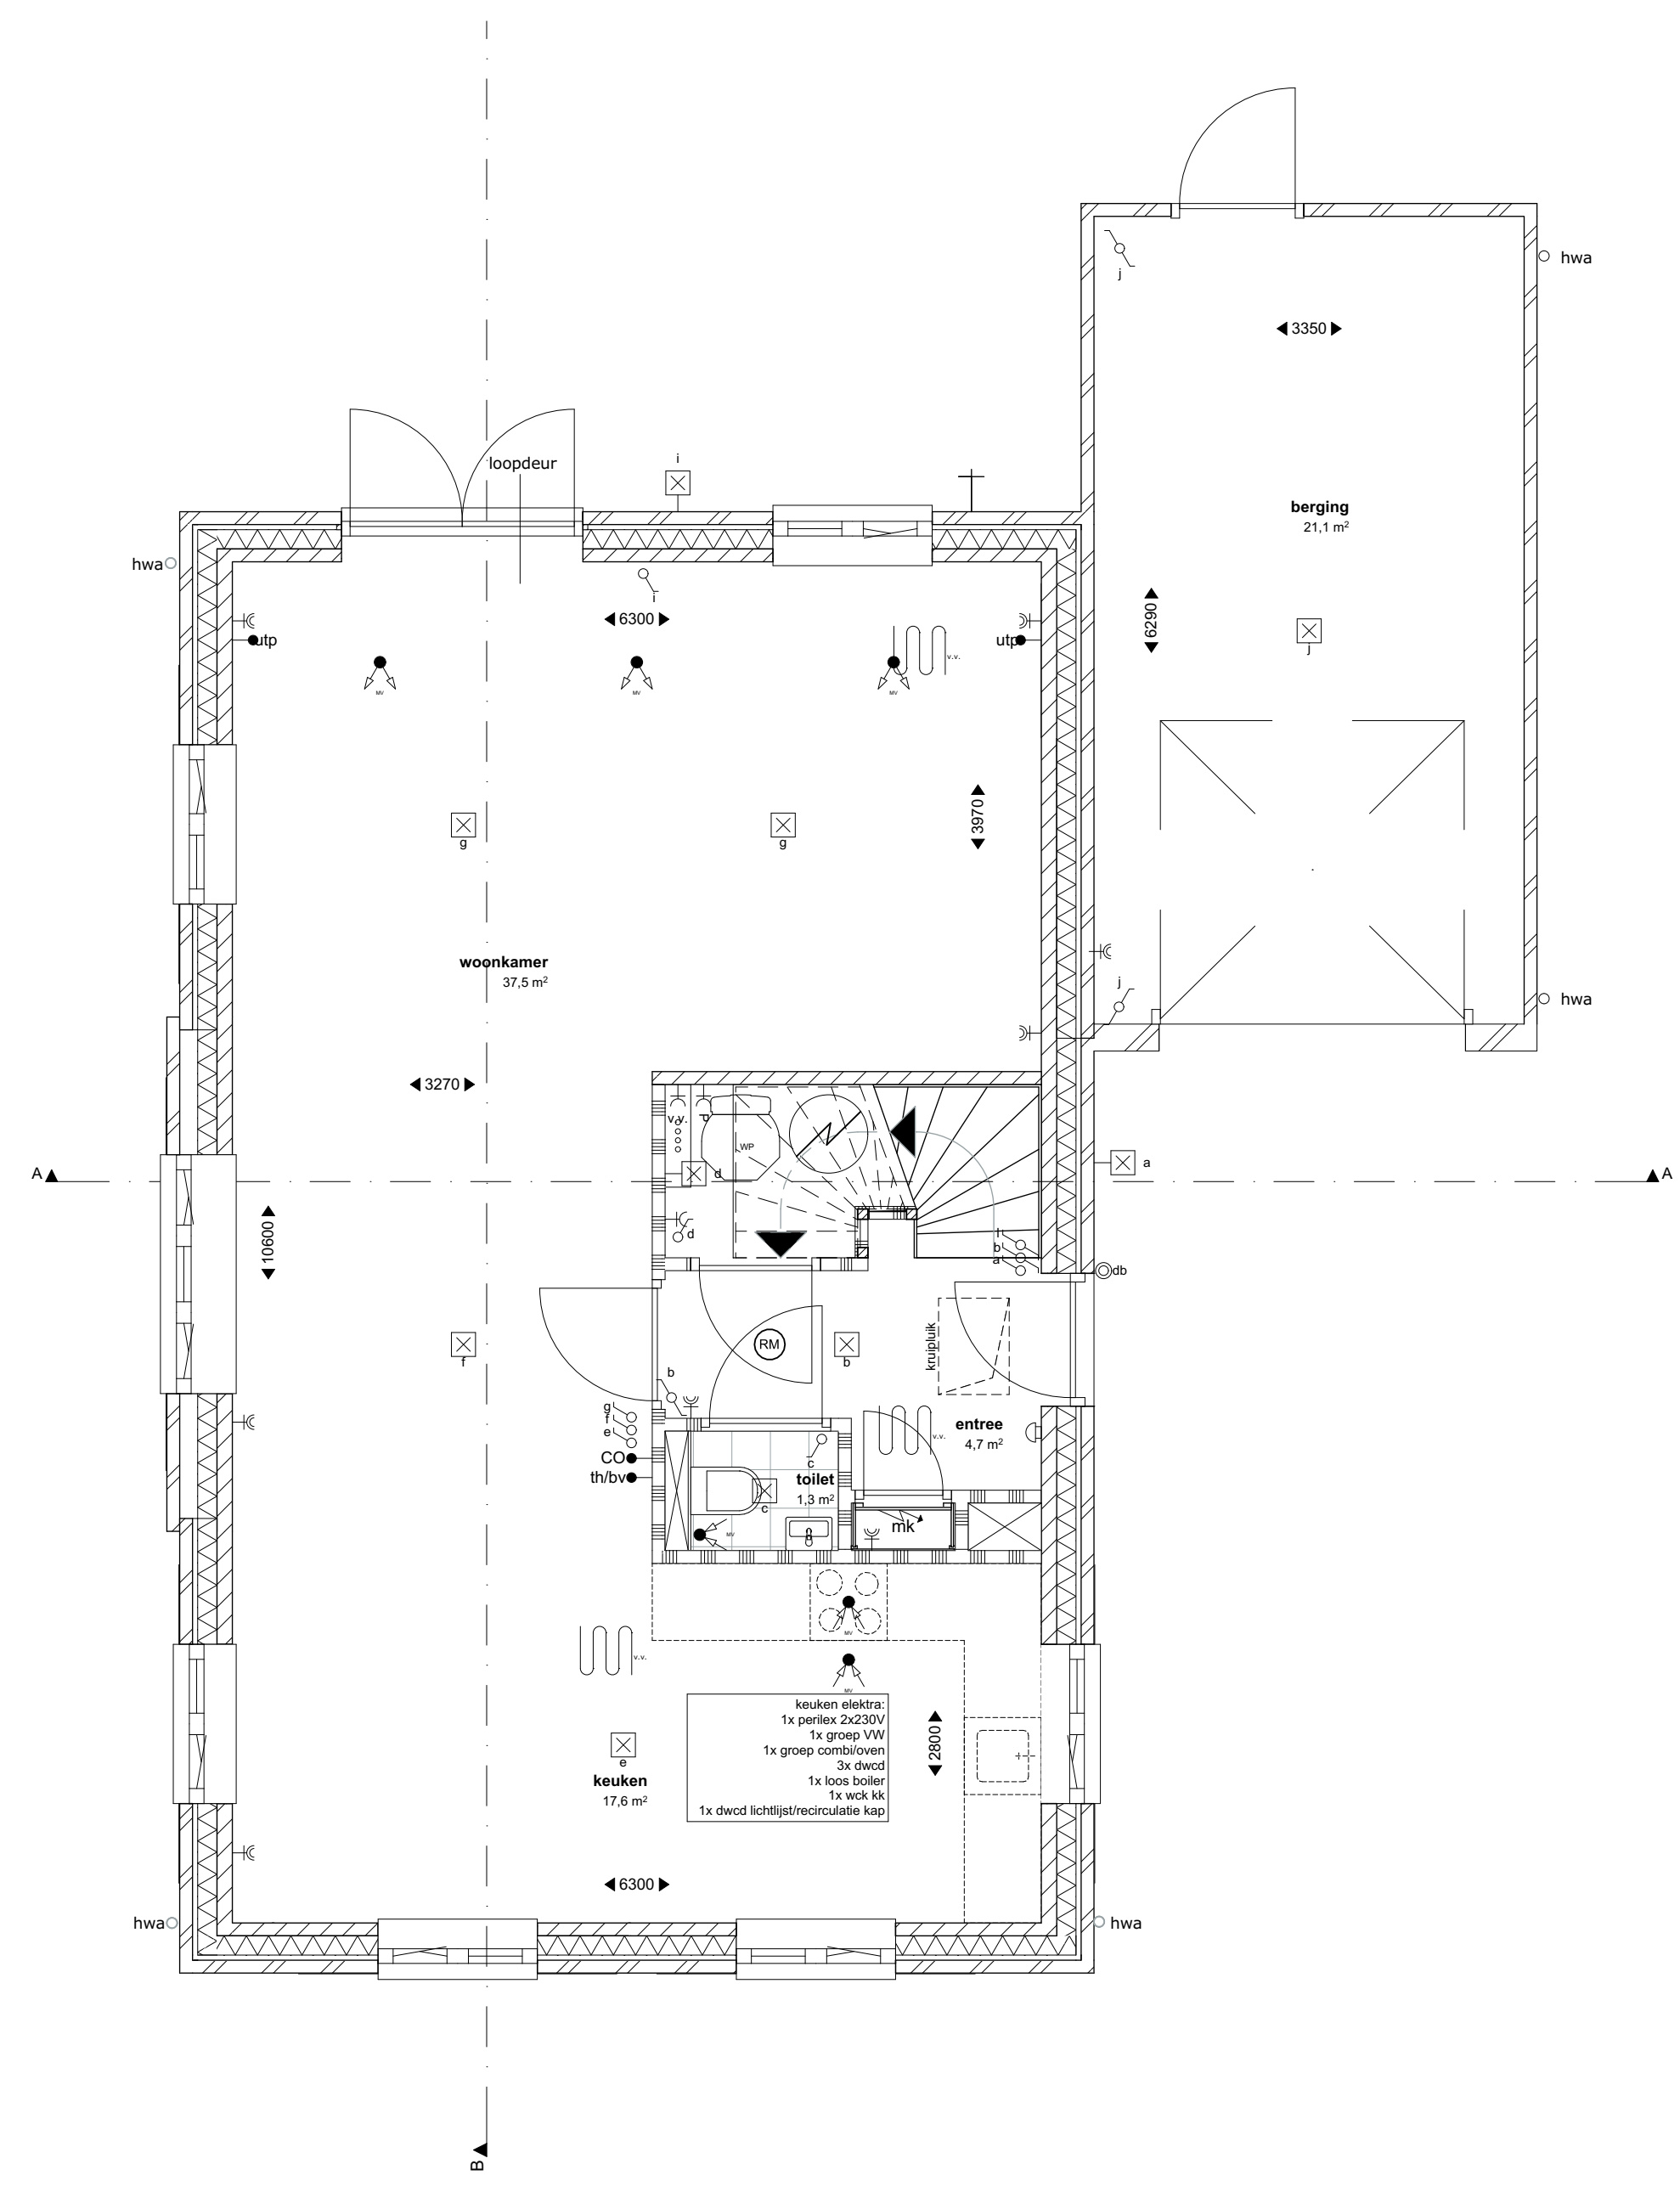 hwa
j
3350
loopdeur
i
berging
21,1 m²
hwa
i
6300
utp
utp
6290
v.v.
MV
MV
MV
j
g
g
3970
woonkamer
37,5 m²
j
hwa
3270
v.v.
d
WP
A
d
a
A
d
10600
l
b
a
db
f
RM
b
kruipluik
b
g
f
e
CO
th/bv
entree
4,7 m²
v.v.
c
toilet
1,3 m²
c
MV
mk
MV
v.v.
MV
keuken elektra:
1x perilex 2x230V
1x groep VW
1x groep combi/oven
3x dwcd
1x loos boiler
1x wck kk
1x dwcd lichtlijst/recirculatie kap
2800
e
keuken
17,6 m²
6300
hwa
hwa
B